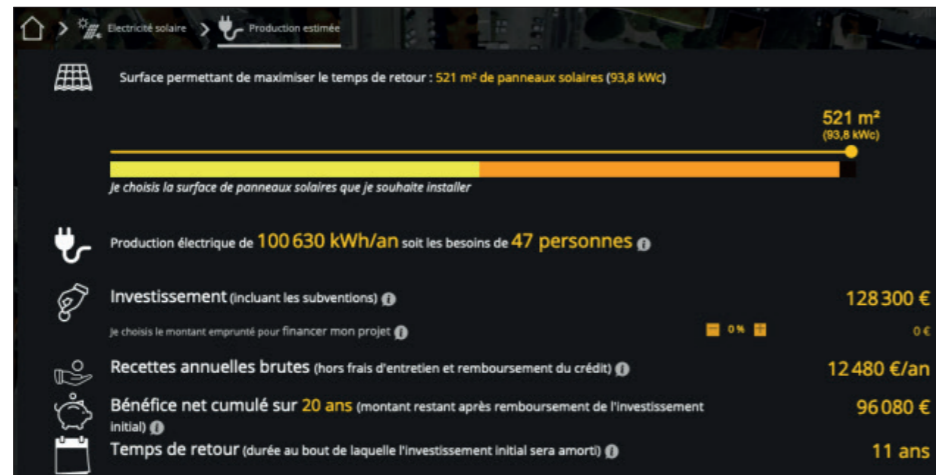 Electricité solaire
Production estimée
Surface permettant de maximiser le temps de retour : 521 m² de panneaux solaires (93,8 kWc)
521 m²
(93,8 kWc)
Je choisis la surface de panneaux solaires que je souhaite installer
Production électrique de 100 630 kWh/an soit les besoins de 47 personnes
Investissement (incluant les subventions) 128 300 €
Je choisis le montant emprunté pour financer mon projet 0 % 0 €
Recettes annuelles brutes (hors frais d'entretien et remboursement du crédit) 12 480 €/an
Bénéfice net cumulé sur 20 ans (montant restant après remboursement de l'investissement 96 080 €
initial)
Temps de retour (durée au bout de laquelle l'investissement initial sera amorti) 11 ans